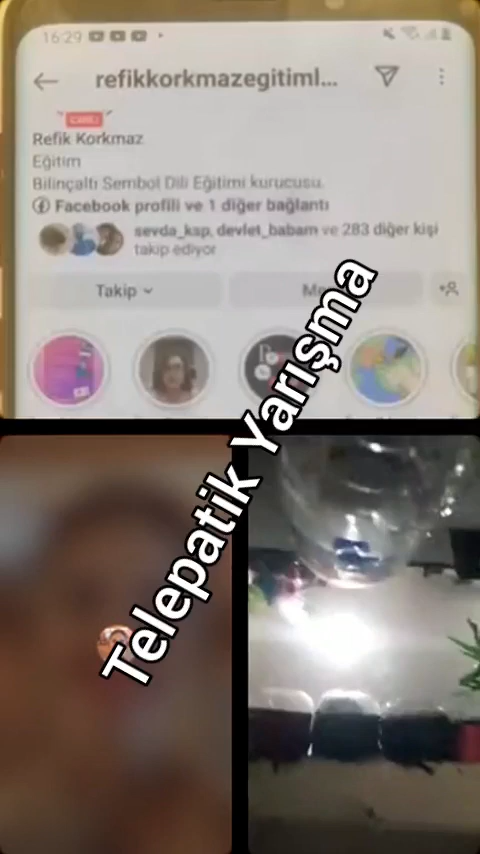 16:29
refikkorkmazegitiml...
CANLI
Refik Korkmaz
Eğitim
Bilinçaltı Sembol Dili Eğitimi kurucusu.
Facebook profili ve 1 diğer bağlantı
sevda_ksp, devlet_babam ve 283 diğer kişi
takip ediyor
Takip
Telepatik Yarışma